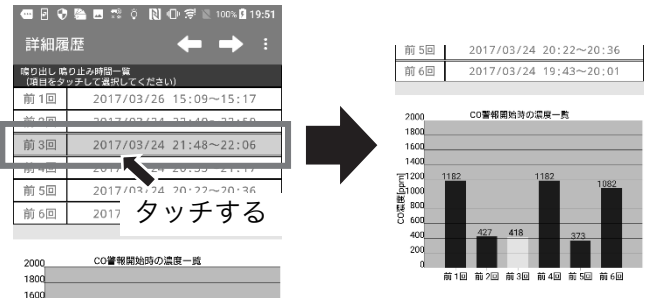 100% 19:51
詳細履歴
鳴り出し 鳴り止み時間一覧
(項目をタッチして選択してください)
前 1回 2017/03/26 15:09～15:17
前 3回 2017/03/24 21:48～22:06
前 5回 2017/03/24 20:22～20:36
前 6回 2017
タッチする
CO警報開始時の濃度一覧
2000
1800
1600
前 5回 2017/03/24 20:22～20:36
前 6回 2017/03/24 19:43～20:01
CO警報開始時の濃度一覧
CO濃度[ppm]
2000
1800
1600
1400
1200
1000
800
600
400
200
0
1182 427 418 1182 373 1082
前 1回 前 2回 前 3回 前 4回 前 5回 前 6回